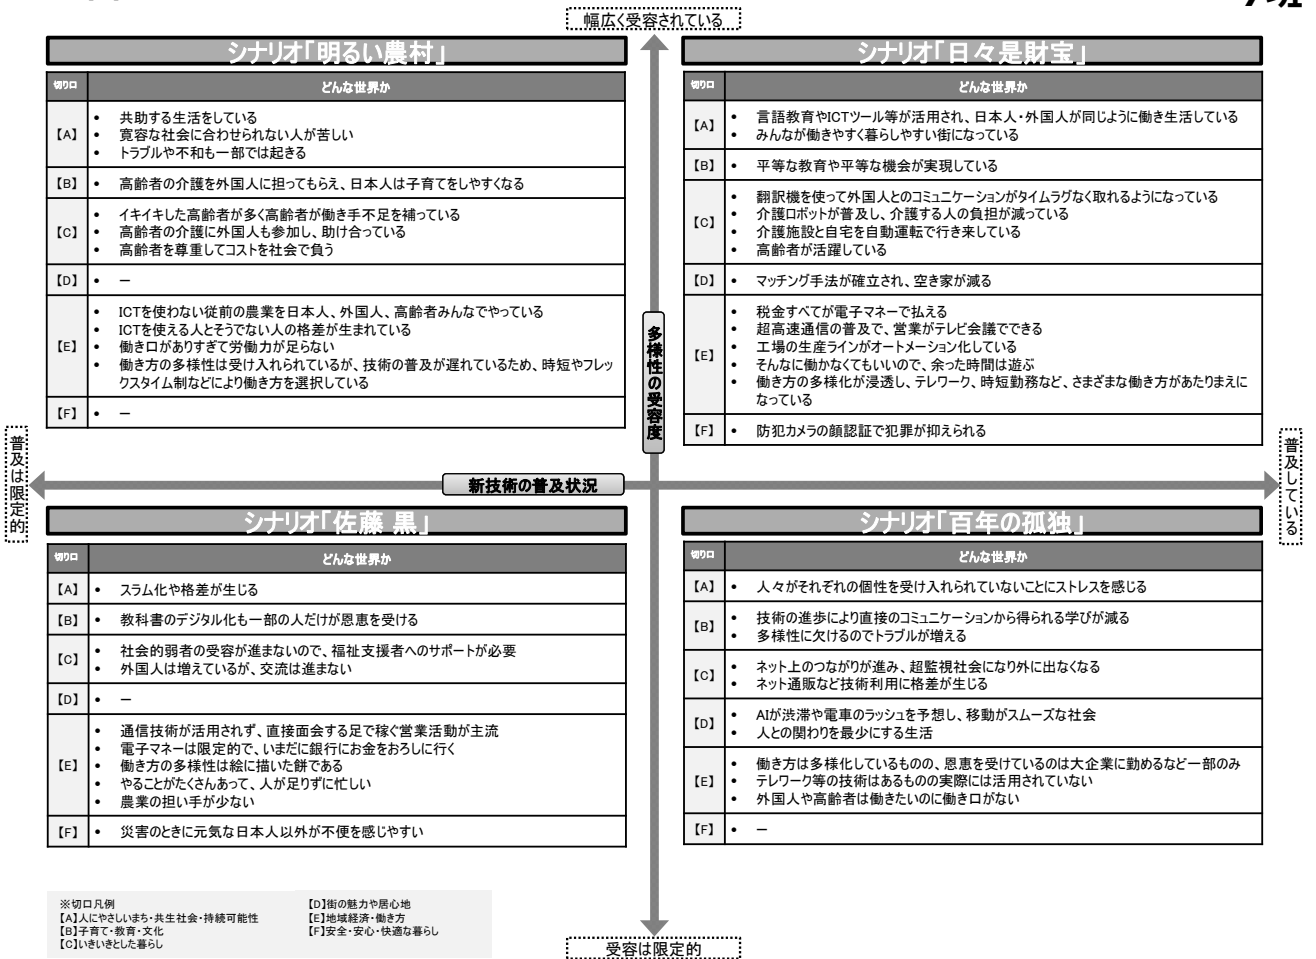 幅広く受容されている
シナリオ「明るい農村」
切り口
どんな世界か
【A】
• 共助する生活をしている
• 寛容な社会に合わせられない人が苦しい
• トラブルや不和も一部では起きる
【B】
• 高齢者の介護を外国人に担ってもらえ、日本人は子育てをしやすくなる
【C】
• イキイキした高齢者が多く高齢者が働き手不足を補っている
• 高齢者の介護に外国人も参加し、助け合っている
• 高齢者を尊重してコストを社会で負う
【D】
• －
【E】
• ICTを使わない従前の農業を日本人、外国人、高齢者みんなでやっている
• ICTを使える人とそうでない人の格差が生まれている
• 働き口がありすぎて労働力が足らない
• 働き方の多様性は受け入れられているが、技術の普及が遅れているため、時短やフレッ
クスタイム制などにより働き方を選択している
【F】
• －
シナリオ「日々是財宝」
切り口
どんな世界か
【A】
• 言語教育やICTツール等が活用され、日本人・外国人が同じように働き生活している
• みんなが働きやすく暮らしやすい街になっている
【B】
• 平等な教育や平等な機会が実現している
【C】
• 翻訳機を使って外国人とのコミュニケーションがタイムラグなく取れるようになっている
• 介護ロボットが普及し、介護する人の負担が減っている
• 介護施設と自宅を自動運転で行き来している
• 高齢者が活躍している
【D】
• マッチング手法が確立され、空き家が減る
【E】
• 税金すべてが電子マネーで払える
• 超高速通信の普及で、営業がテレビ会議でできる
• 工場の生産ラインがオートメーション化している
• そんなに働かなくてもいいので、余った時間は遊ぶ
• 働き方の多様化が浸透し、テレワーク、時短勤務など、さまざまな働き方があたりまえに
なっている
【F】
• 防犯カメラの顔認証で犯罪が抑えられる
多様性の受容度
普及は限定的
新技術の普及状況
普及している
シナリオ「佐藤 黒」
切り口
どんな世界か
【A】
• スラム化や格差が生じる
【B】
• 教科書のデジタル化も一部の人だけが恩恵を受ける
【C】
• 社会的弱者の受容が進まないので、福祉支援者へのサポートが必要
• 外国人は増えているが、交流は進まない
【D】
• －
【E】
• 通信技術が活用されず、直接面会する足で稼ぐ営業活動が主流
• 電子マネーは限定的で、いまだに銀行にお金をおろしに行く
• 働き方の多様性は絵に描いた餅である
• やることがたくさんあって、人が足りずに忙しい
• 農業の担い手が少ない
【F】
• 災害のときに元気な日本人以外が不便を感じやすい
シナリオ「百年の孤独」
切り口
どんな世界か
【A】
• 人々がそれぞれの個性を受け入れられていないことにストレスを感じる
【B】
• 技術の進歩により直接のコミュニケーションから得られる学びが減る
• 多様性に欠けるのでトラブルが増える
【C】
• ネット上のつながりが進み、超監視社会になり外に出なくなる
• ネット通販など技術利用に格差が生じる
【D】
• AIが渋滞や電車のラッシュを予想し、移動がスムーズな社会
• 人との関わりを最少にする生活
【E】
• 働き方は多様化しているものの、恩恵を受けているのは大企業に勤めるなど一部のみ
• テレワーク等の技術はあるものの実際には活用されていない
• 外国人や高齢者は働きたいのに働き口がない
【F】
• －
※切口凡例
【A】人にやさしいまち・共生社会・持続可能性
【B】子育て・教育・文化
【C】いきいきとした暮らし
【D】街の魅力や居心地
【E】地域経済・働き方
【F】安全・安心・快適な暮らし
受容は限定的